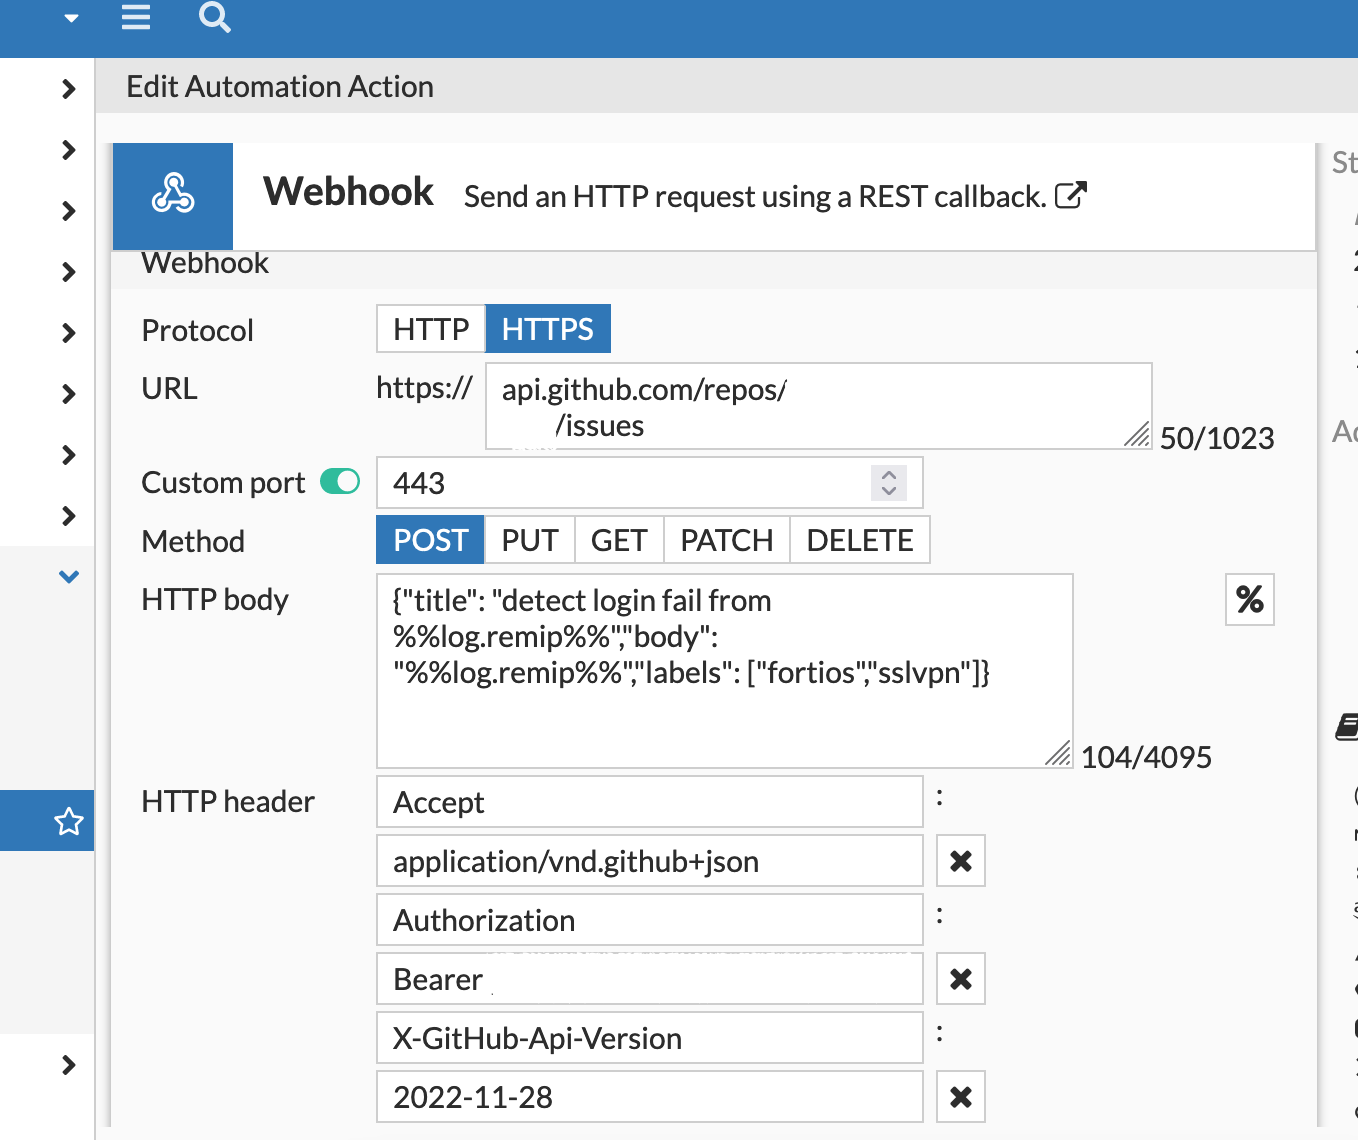 Edit Automation Action
Webhook Send an HTTP request using a REST callback.
Webhook
Protocol HTTP HTTPS
URL https:// api.github.com/repos/
/issues 50/1023
Custom port 443
Method POST PUT GET PATCH DELETE
HTTP body {"title": "detect login fail from %
%%log.remip%%","body":
"%%log.remip%%","labels": ["fortios","sslvpn"]}
104/4095
HTTP header Accept :
application/vnd.github+json
Authorization :
Bearer
X-GitHub-Api-Version :
2022-11-28